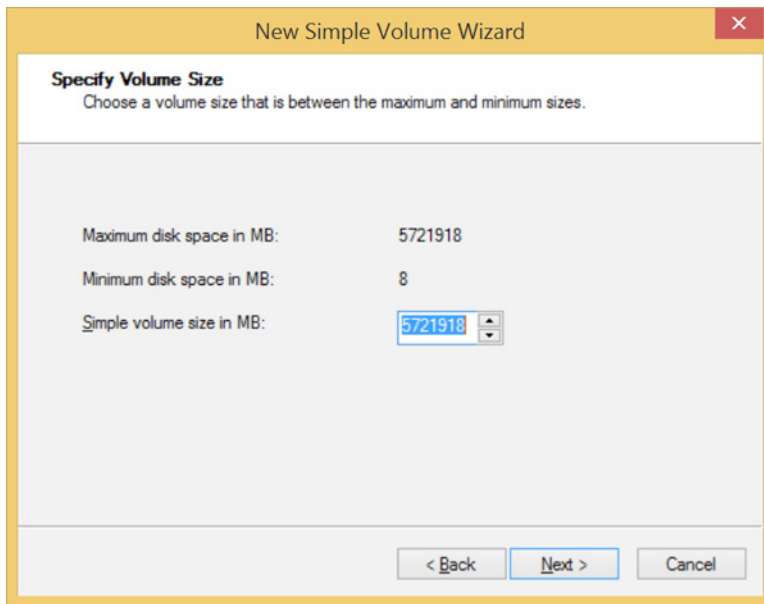 New Simple Volume Wizard
Specify Volume Size
Choose a volume size that is between the maximum and minimum sizes.
Maximum disk space in MB: 5721918
Minimum disk space in MB: 8
Simple volume size in MB: 5721918
< Back Next > Cancel